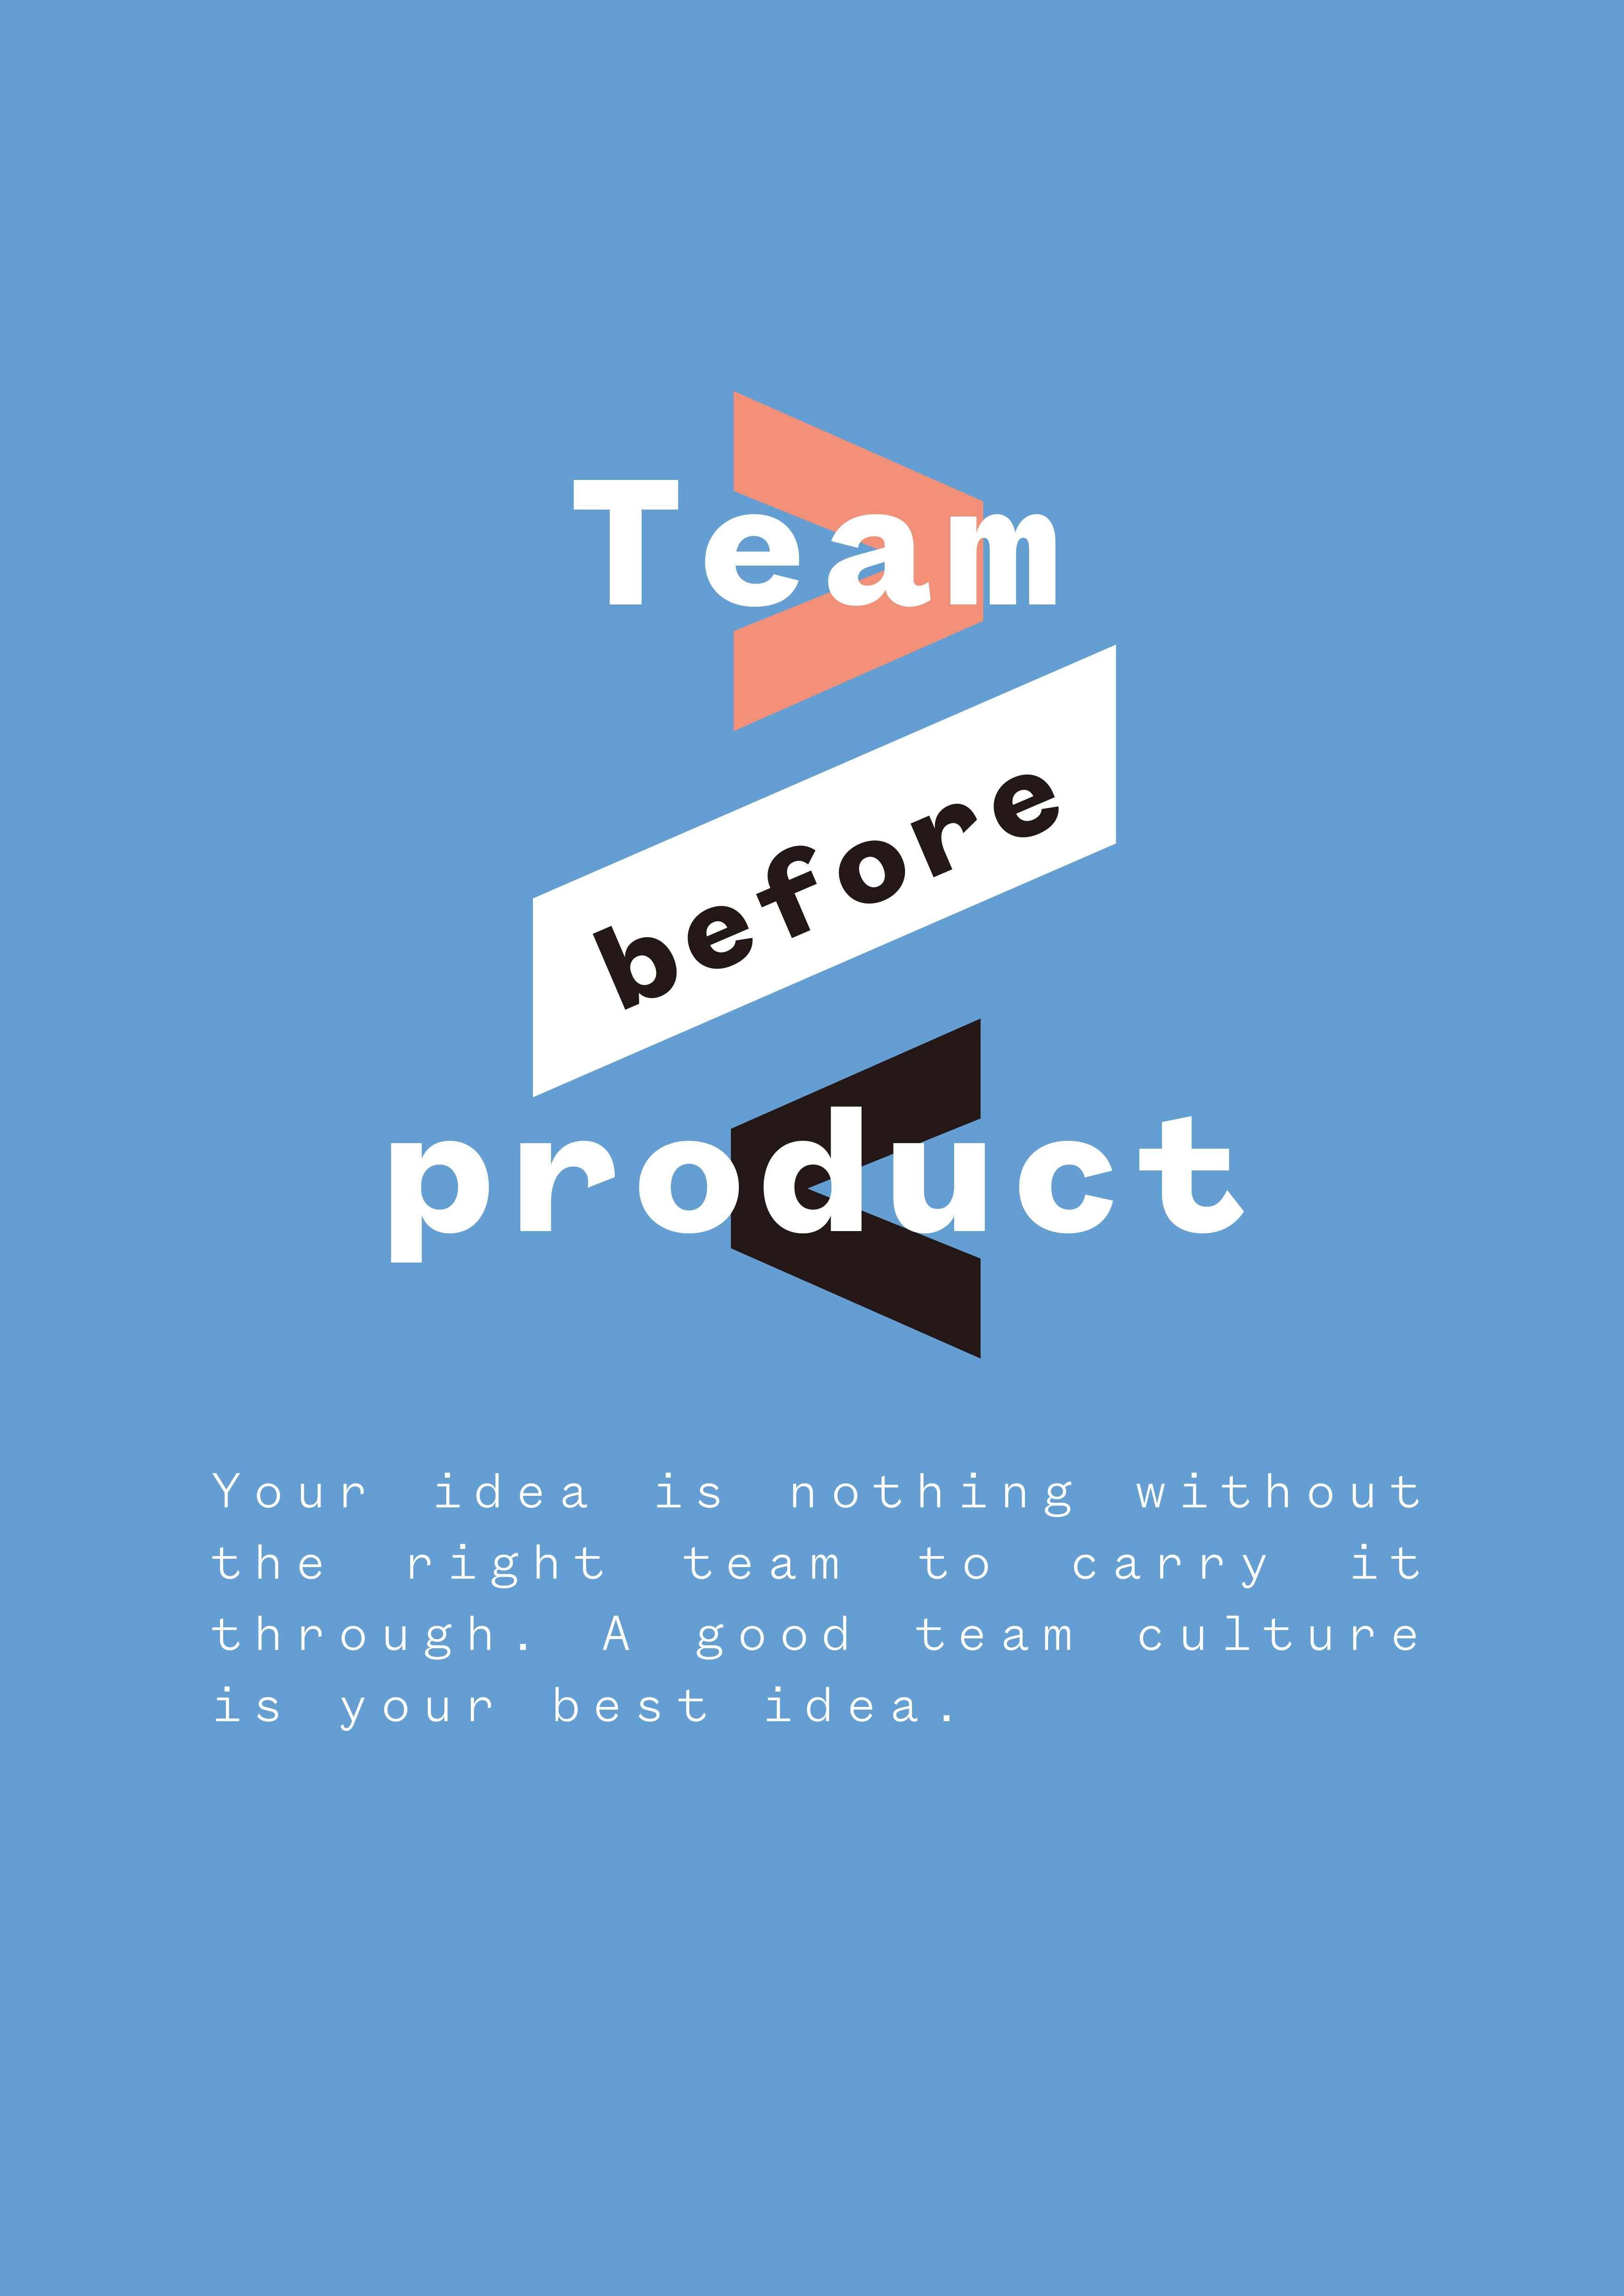 Team
before
product
Your idea is nothing without
the right team to carry it
through. A good team culture
is your best idea.